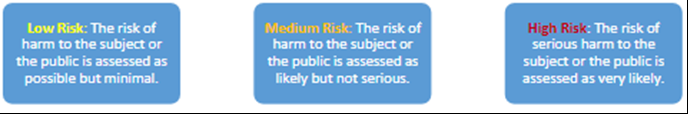 Low Risk: The risk of
harm to the subject or
the public is assessed as
possible but minimal.
Medium Risk: The risk of
harm to the subject or
the public is assessed as
likely but not serious.
High Risk: The risk of
serious harm to the
subject or the public is
assessed as very likely.